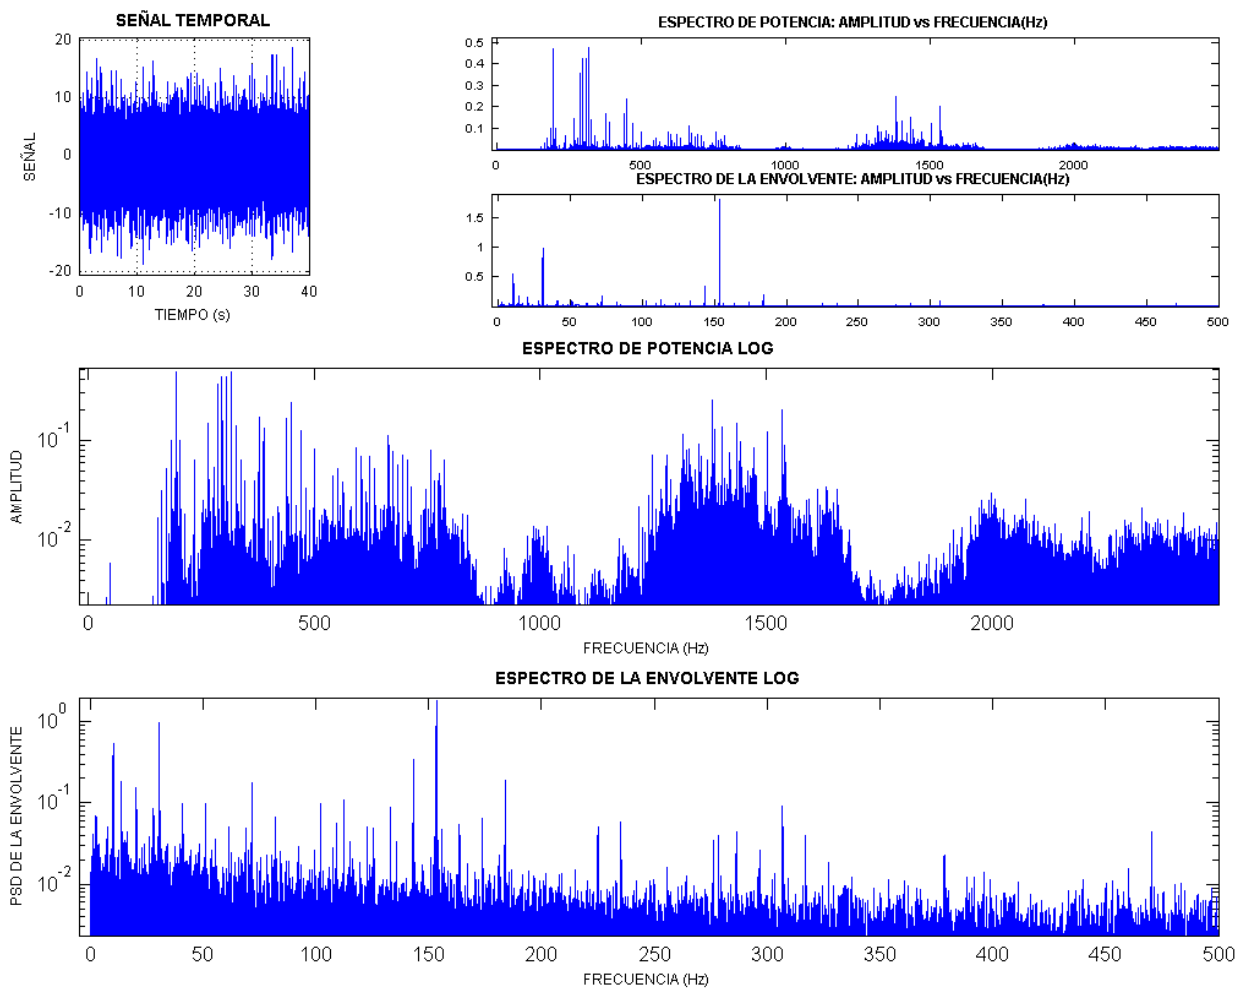 SEÑAL TEMPORAL
20
10
0
-10
-20
SEÑAL
0 10 20 30 40
TIEMPO (s)
ESPECTRO DE POTENCIA: AMPLITUD vs FRECUENCIA(Hz)
0.5
0.4
0.3
0.2
0.1
0 500 1000 1500 2000
ESPECTRO DE LA ENVOLVENTE: AMPLITUD vs FRECUENCIA(Hz)
1.5
1
0.5
0 50 100 150 200 250 300 350 400 450 500
ESPECTRO DE POTENCIA LOG
AMPLITUD
10-1
10-2
0 500 1000 1500 2000
FRECUENCIA (Hz)
ESPECTRO DE LA ENVOLVENTE LOG
PSD DE LA ENVOLVENTE
100
10-1
10-2
0 50 100 150 200 250 300 350 400 450 500
FRECUENCIA (Hz)